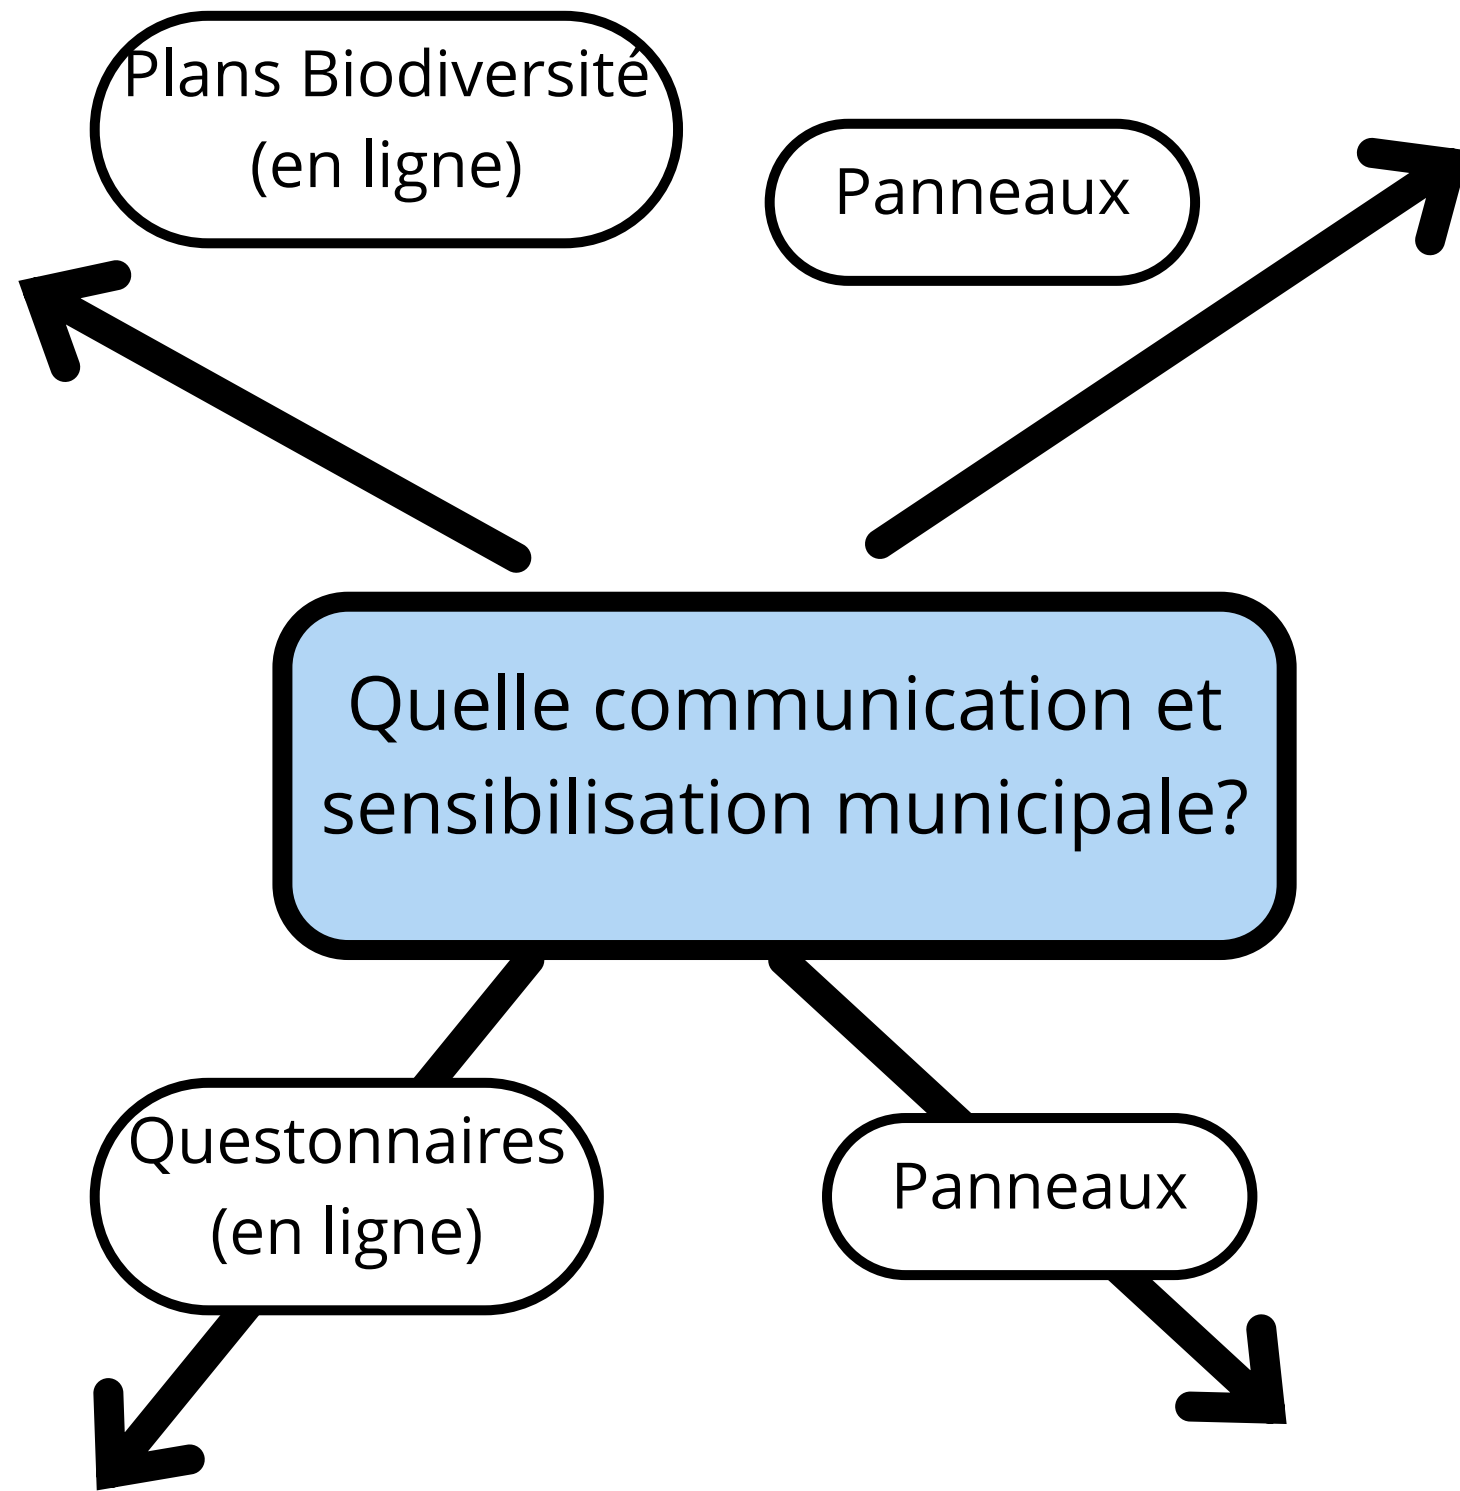 Plans Biodiversité
(en ligne)
Panneaux
Quelle communication et
sensibilisation municipale?
Questonnaires
(en ligne)
Panneaux